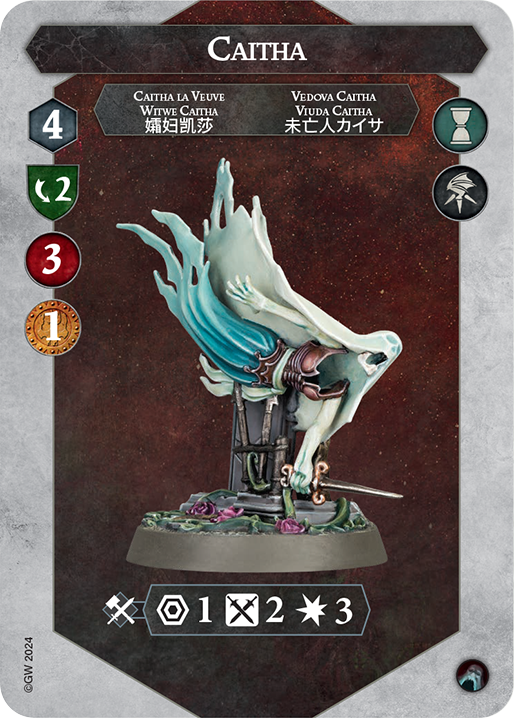 Caitha
Caitha la Veuve
Witwe Caitha
孀妇凯莎
Vedova Caitha
Viuda Caitha
未亡人カイサ
4
2
3
1
1 2 3
©GW 2024